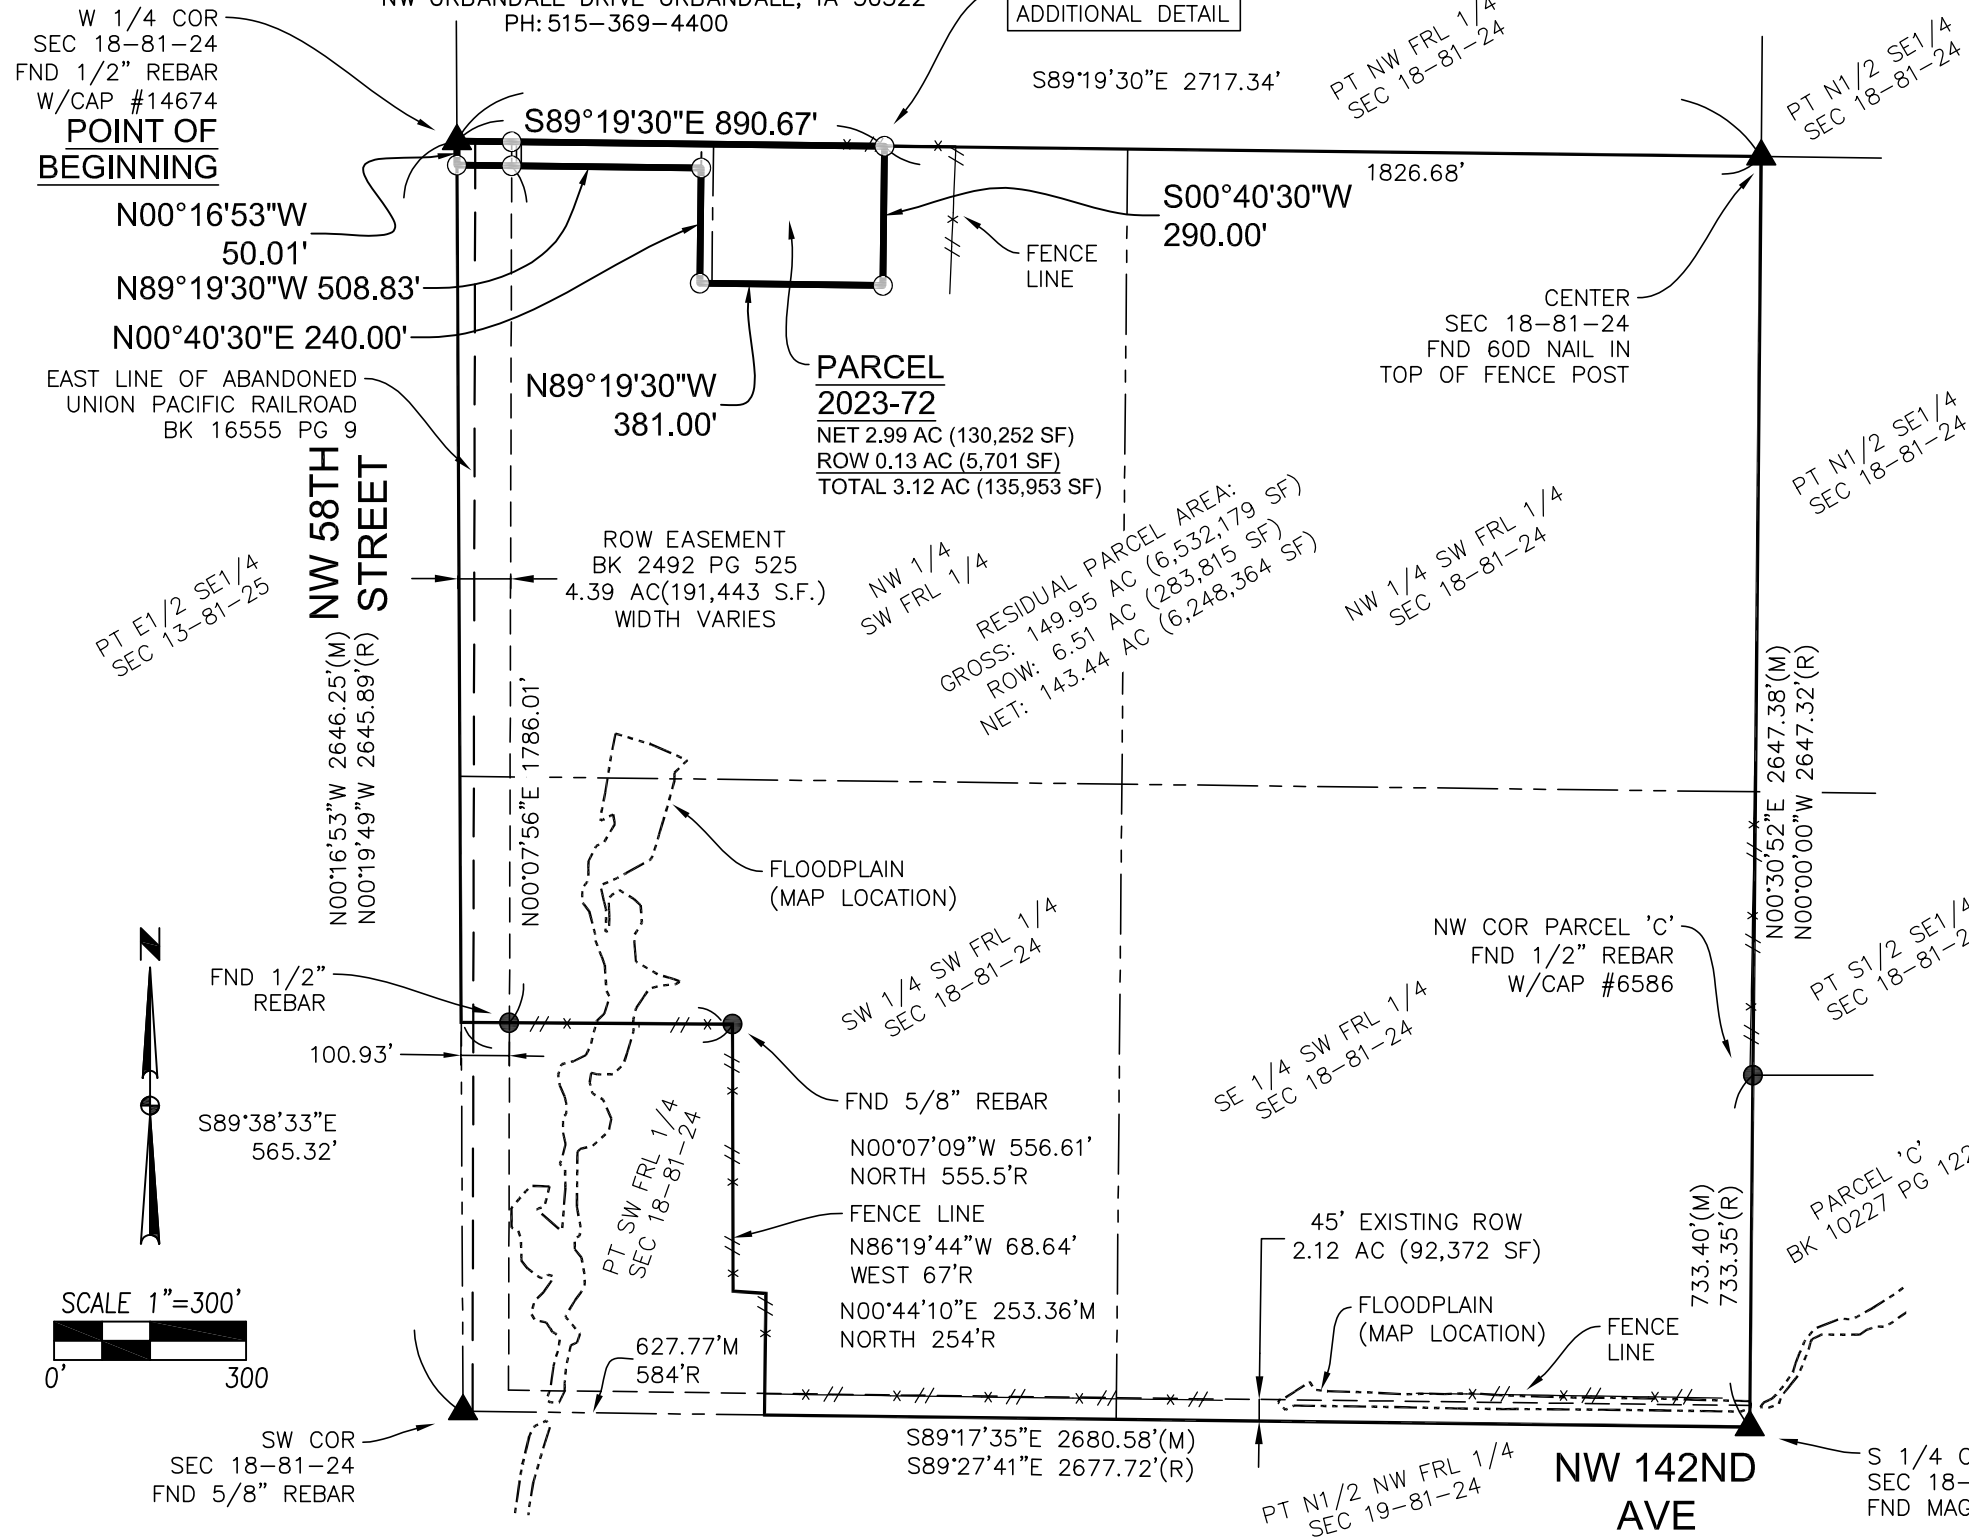 W 1/4 COR
SEC 18-81-24
FND 1/2" REBAR
W/CAP #14674
POINT OF
BEGINNING
PH: 515-369-4400
ADDITIONAL DETAIL
S89°19'30"E 2717.34'
PT NW FRL 1/4
SEC 18-81-24
PT N1/2 SE1/4
SEC 18-81-24
S89°19'30"E 890.67'
1826.68'
N00°16'53"W
50.01'
N89°19'30"W 508.83'
N00°40'30"E 240.00'
S00°40'30"W
290.00'
FENCE
LINE
CENTER
SEC 18-81-24
FND 60D NAIL IN
TOP OF FENCE POST
EAST LINE OF ABANDONED
UNION PACIFIC RAILROAD
BK 16555 PG 9
N89°19'30"W
381.00'
PARCEL
2023-72
NET 2.99 AC (130,252 SF)
ROW 0.13 AC (5,701 SF)
TOTAL 3.12 AC (135,953 SF)
PT N1/2 SE1/4
SEC 18-81-24
NW 58TH
STREET
ROW EASEMENT
BK 2492 PG 525
4.39 AC(191,443 S.F.)
WIDTH VARIES
NW 1/4
SW FRL 1/4
RESIDUAL PARCEL AREA:
GROSS: 149.95 AC (6,532,179 SF)
ROW: 6.51 AC (283,815 SF)
NET: 143.44 AC (6,248,364 SF)
NW 1/4 SW FRL 1/4
SEC 18-81-24
PT E1/2 SE1/4
SEC 13-81-25
N00°16'53"W 2646.25'(M)
N00°19'49"W 2645.89'(R)
N00°07'56"E 1786.01'
N00°30'52"E 2647.38'(M)
N00°00'00"W 2647.32'(R)
FLOODPLAIN
(MAP LOCATION)
N
FND 1/2"
REBAR
SW 1/4 SW FRL 1/4
SEC 18-81-24
NW COR PARCEL 'C'
FND 1/2" REBAR
W/CAP #6586
PT S1/2 SE1/4
100.93'
SE 1/4 SW FRL 1/4
SEC 18-81-24
FND 5/8" REBAR
S89°38'33"E
565.32'
PT SW FRL 1/4
SEC 18-81-24
N00°07'09"W 556.61'
NORTH 555.5'R
FENCE LINE
N86°19'44"W 68.64'
WEST 67'R
N00°44'10"E 253.36'M
NORTH 254'R
45' EXISTING ROW
2.12 AC (92,372 SF)
733.40'(M)
733.35'(R)
PARCEL 'C'
BK 10227 PG
SCALE 1"=300'
0' 300
627.77'M
584'R
FLOODPLAIN
(MAP LOCATION)
FENCE
LINE
SW COR
SEC 18-81-24
FND 5/8" REBAR
S89°17'35"E 2680.58'(M)
S89°27'41"E 2677.72'(R)
PT N1/2 NW FRL 1/4
SEC 19-81-24
NW 142ND
AVE
S 1/4
SEC
FND